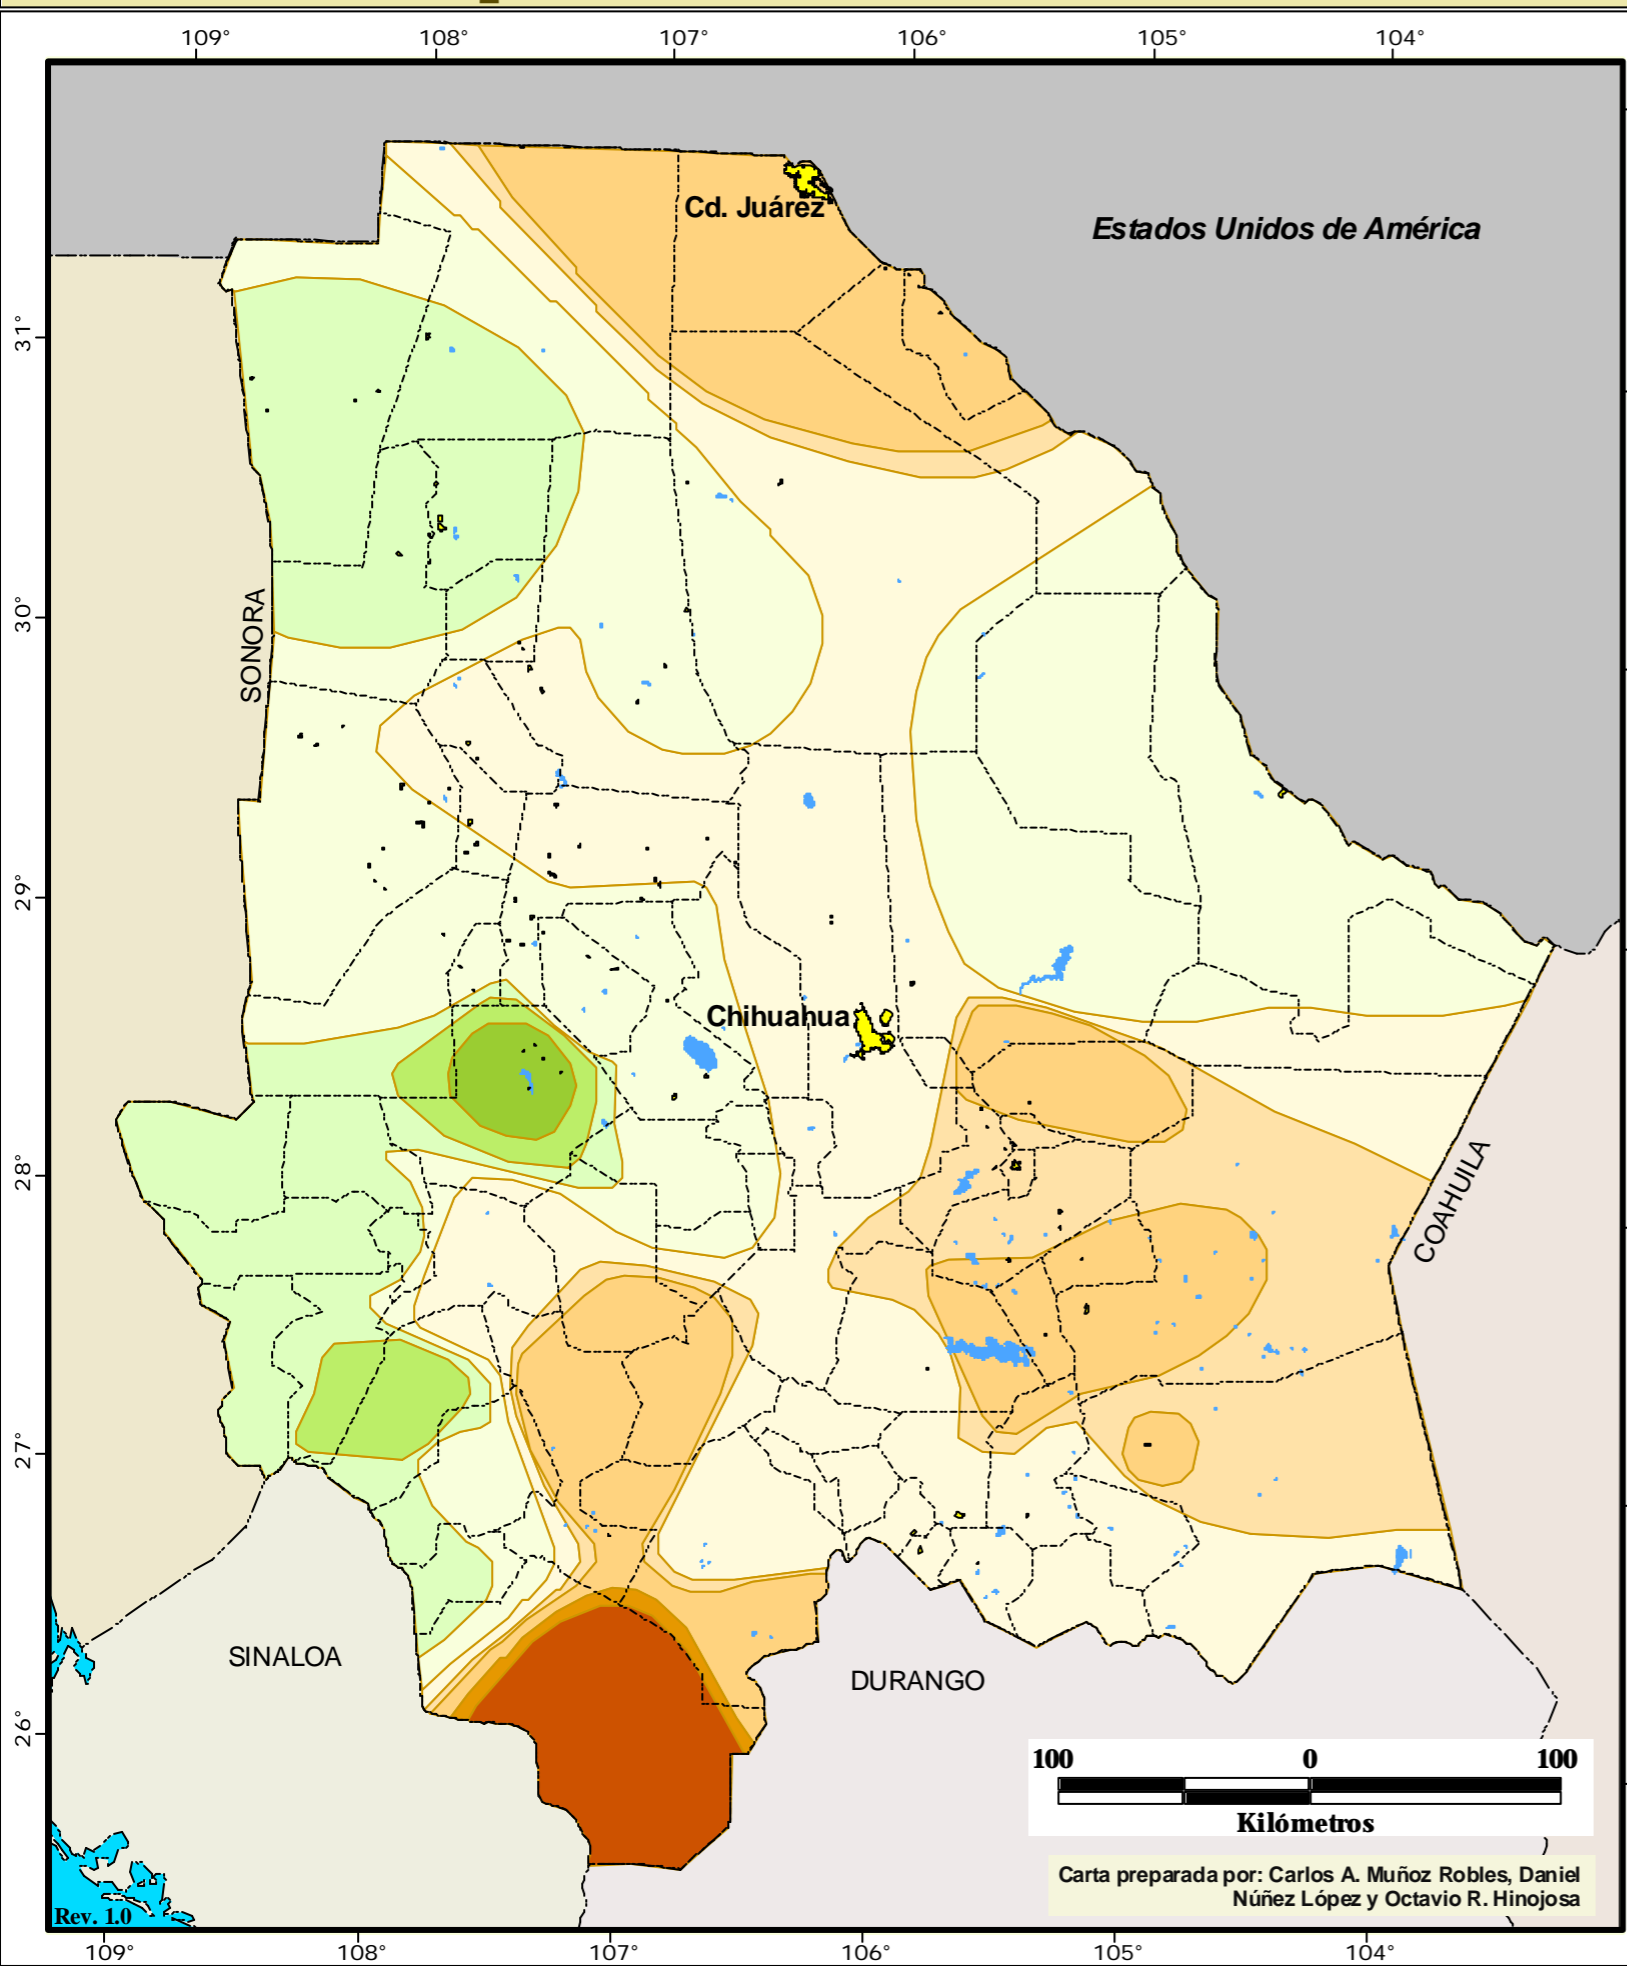 109° 108° 107° 106° 105° 104°
Cd. Juárez
Estados Unidos de América
31°
30°
SONORA
29°
Chihuahua
28°
COAHUILA
27°
SINALOA
DURANGO
26°
100 0 100
Kilómetros
Carta preparada por: Carlos A. Muñoz Robles, Daniel
Núñez López y Octavio R. Hinojosa
Rev. 1.0
109° 108° 107° 106° 105° 104°